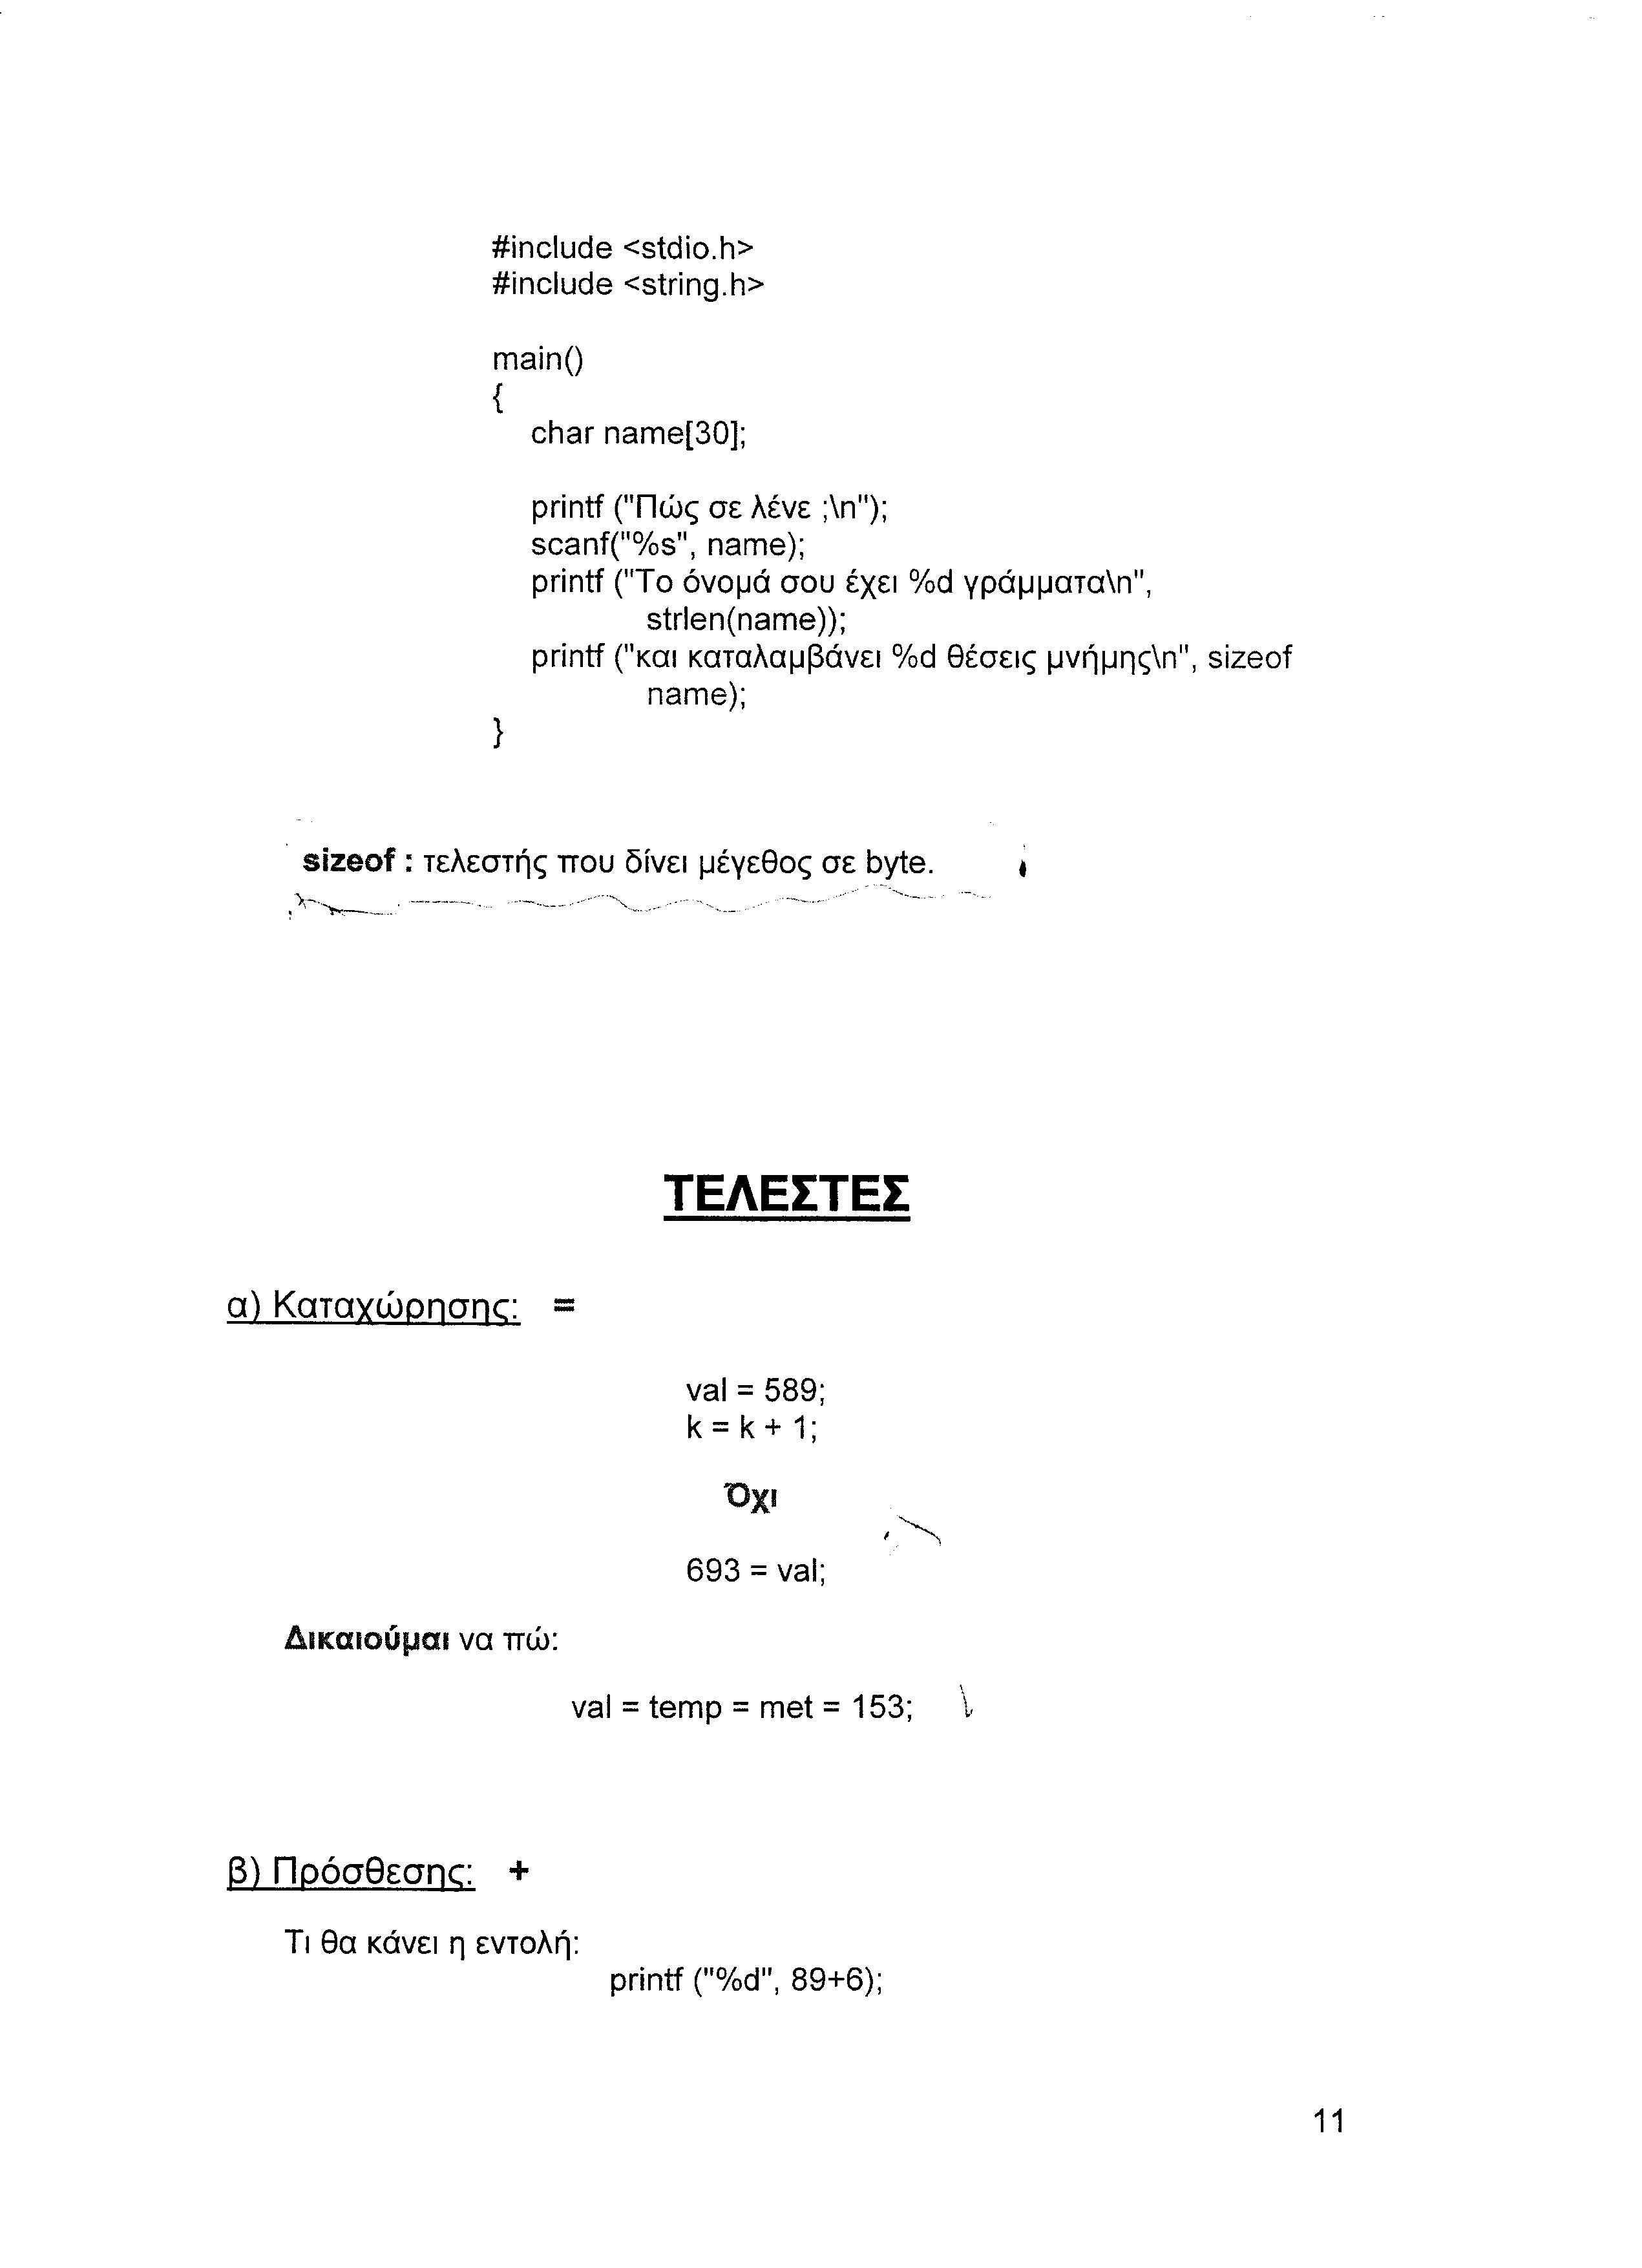 #include <stdio.h>
#include <string.h>
main()
{
char name[30];
printf ("Πώς σε λένε ;\n");
scanf("%s", name);
printf ("Το όνομά σου έχει %d γράμματα\n",
strlen(name));
printf ("και καταλαμβάνει %d θέσεις μνήμης\n", sizeof
name);
}
sizeof : τελεστής που δίνει μέγεθος σε byte.
ΤΕΛΕΣΤΕΣ
α) Καταχώρησης: =
val = 589;
k = k + 1;
Όχι
693 = val;
Δικαιούμαι να πώ:
val = temp = met = 153;
β) Πρόσθεσης: +
Τι θα κάνει η εντολή:
printf ("%d", 89+6);
11